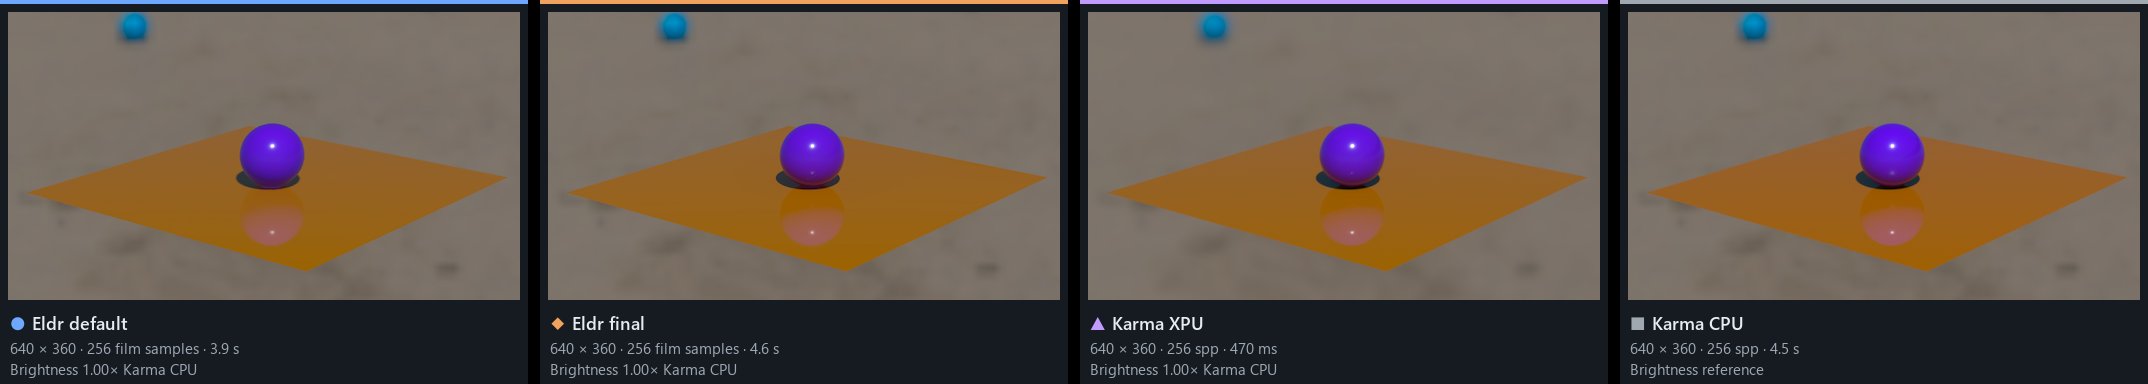 Eldr default
640 × 360 · 256 film samples · 3.9 s
Brightness 1.00× Karma CPU
Eldr final
640 × 360 · 256 film samples · 4.6 s
Brightness 1.00× Karma CPU
Karma XPU
640 × 360 · 256 spp · 470 ms
Brightness 1.00× Karma CPU
Karma CPU
640 × 360 · 256 spp · 4.5 s
Brightness reference